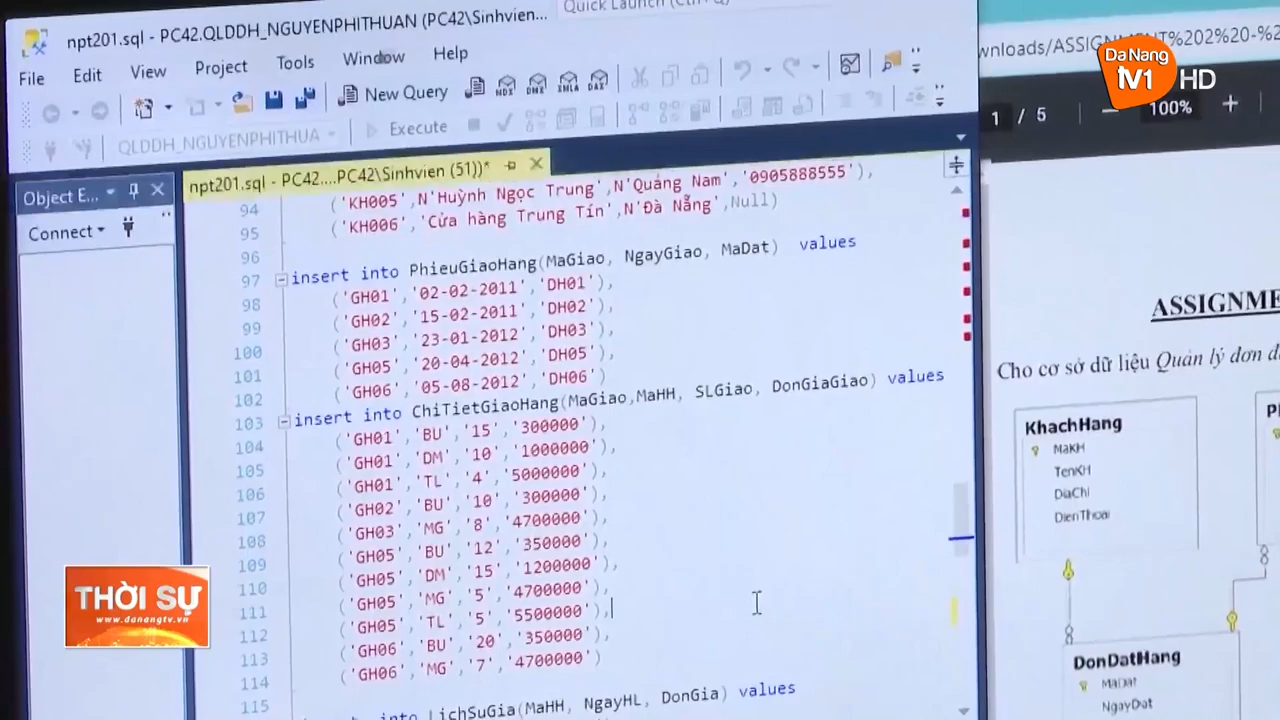 npt201.sql - PC42.QLDDH_NGUYENPHITHUAN (PC42\Sinhvien...
File Edit View Project Tools Window Help
New Query
QLDDH_NGUYENPHITHUA
Execute
Object E...
Connect
npt201.sql - PC42....PC42\Sinhvien (51))*
('KH005',N'Huỳnh Ngọc Trung',N'Quảng Nam','0905888555'),
94
('KH006','Cửa hàng Trung Tín',N'Đà Nẵng',Null)
95
96
97 insert into PhieuGiaoHang(MaGiao, NgayGiao, MaDat) values
98 ('GH01','02-02-2011','DH01'),
99 ('GH02','15-02-2011','DH02'),
100 ('GH03','23-01-2012','DH03'),
101 ('GH05','20-04-2012','DH05'),
102 ('GH06','05-08-2012','DH06')
103 insert into ChiTietGiaoHang(MaGiao,MaHH, SLGiao, DonGiaGiao) values
104 ('GH01','BU','15','300000'),
105 ('GH01','DM','10','1000000'),
106 ('GH01','TL','4','5000000'),
107 ('GH02','BU','10','300000'),
108 ('GH03','MG','8','4700000'),
109 ('GH05','BU','12','350000'),
110 ('GH05','DM','15','1200000'),
111 ('GH05','MG','5','4700000'),
112 ('GH05','TL','5','5500000'),
113 ('GH06','BU','20','350000'),
114 ('GH06','MG','7','4700000')
115
into LichSuGia(MaHH, NgayHL, DonGia) values
wnloads/ASSIGNMENT%202%20-%
1 / 5
100%
ASSIGNME
Cho cơ sở dữ liệu Quản lý đơn đ
KhachHang
MaKH
TenKH
DiaChi
DienThoai
DonDatHang
MaDat
NgayDat
Da Nang
TV1 HD
THỜI SỰ
www.danangtv.vn